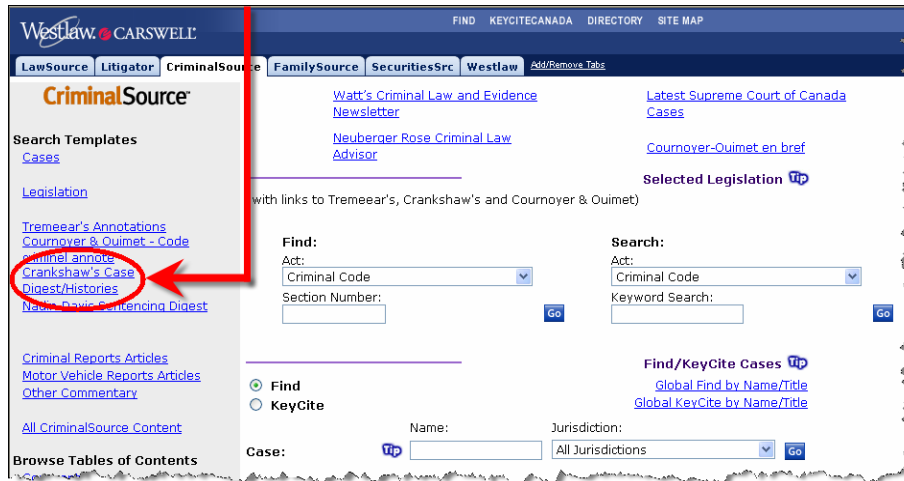 FIND KEYCITECANADA DIRECTORY SITE MAP
Westlaw. CARSWELL
LawSource Litigator CriminalSource FamilySource SecuritiesSrc Westlaw Add/Remove Tabs
CriminalSource
Search Templates
Cases
Legislation
Tremeear's Annotations
Cournoyer & Ouimet - Code
criminel annote
Crankshaw's Case
Digest/Histories
Nadin-Davis Sentencing Digest
Criminal Reports Articles
Motor Vehicle Reports Articles
Other Commentary
All CriminalSource Content
Browse Tables of Contents
Watt's Criminal Law and Evidence
Newsletter
Neuberger Rose Criminal Law
Advisor
Latest Supreme Court of Canada
Cases
Cournoyer-Ouimet en bref
Selected Legislation Tip
with links to Tremeear's, Crankshaw's and Cournoyer & Ouimet)
Find:
Act:
Criminal Code
Section Number:
Go
Search:
Act:
Criminal Code
Keyword Search:
Go
Find/KeyCite Cases Tip
Find
KeyCite
Global Find by Name/Title
Global KeyCite by Name/Title
Name: Jurisdiction:
Case: Tip All Jurisdictions Go